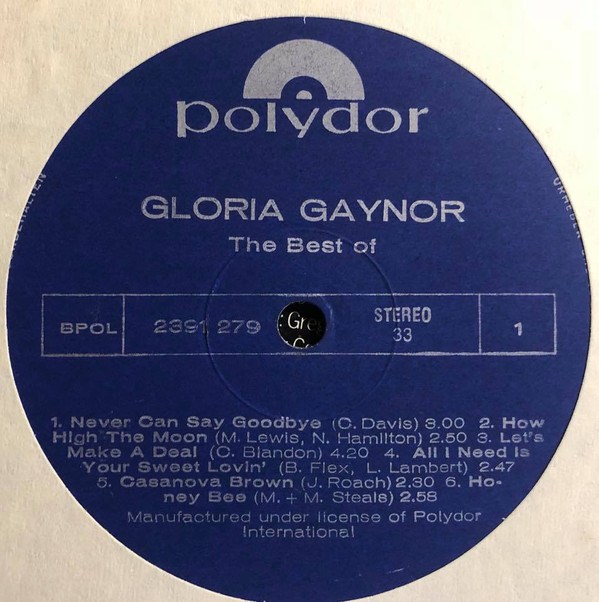 polydor
GLORIA GAYNOR
The Best of
BPOL 2391 279 STEREO 1
33
1. Never Can Say Goodbye (C. Davis) 3.00 2. How
High The Moon (M. Lewis, N. Hamilton) 2.50 3. Let's
Make A Deal (C. Blandon) 4.20 4. All I Need Is
Your Sweet Lovin' (B. Flex, L. Lambert) 2.47
5. Casanova Brown (J. Roach) 2.30 6. Ho-
ney Bee (M. + M. Steals) 2.58
Manufactured under license of Polydor
International